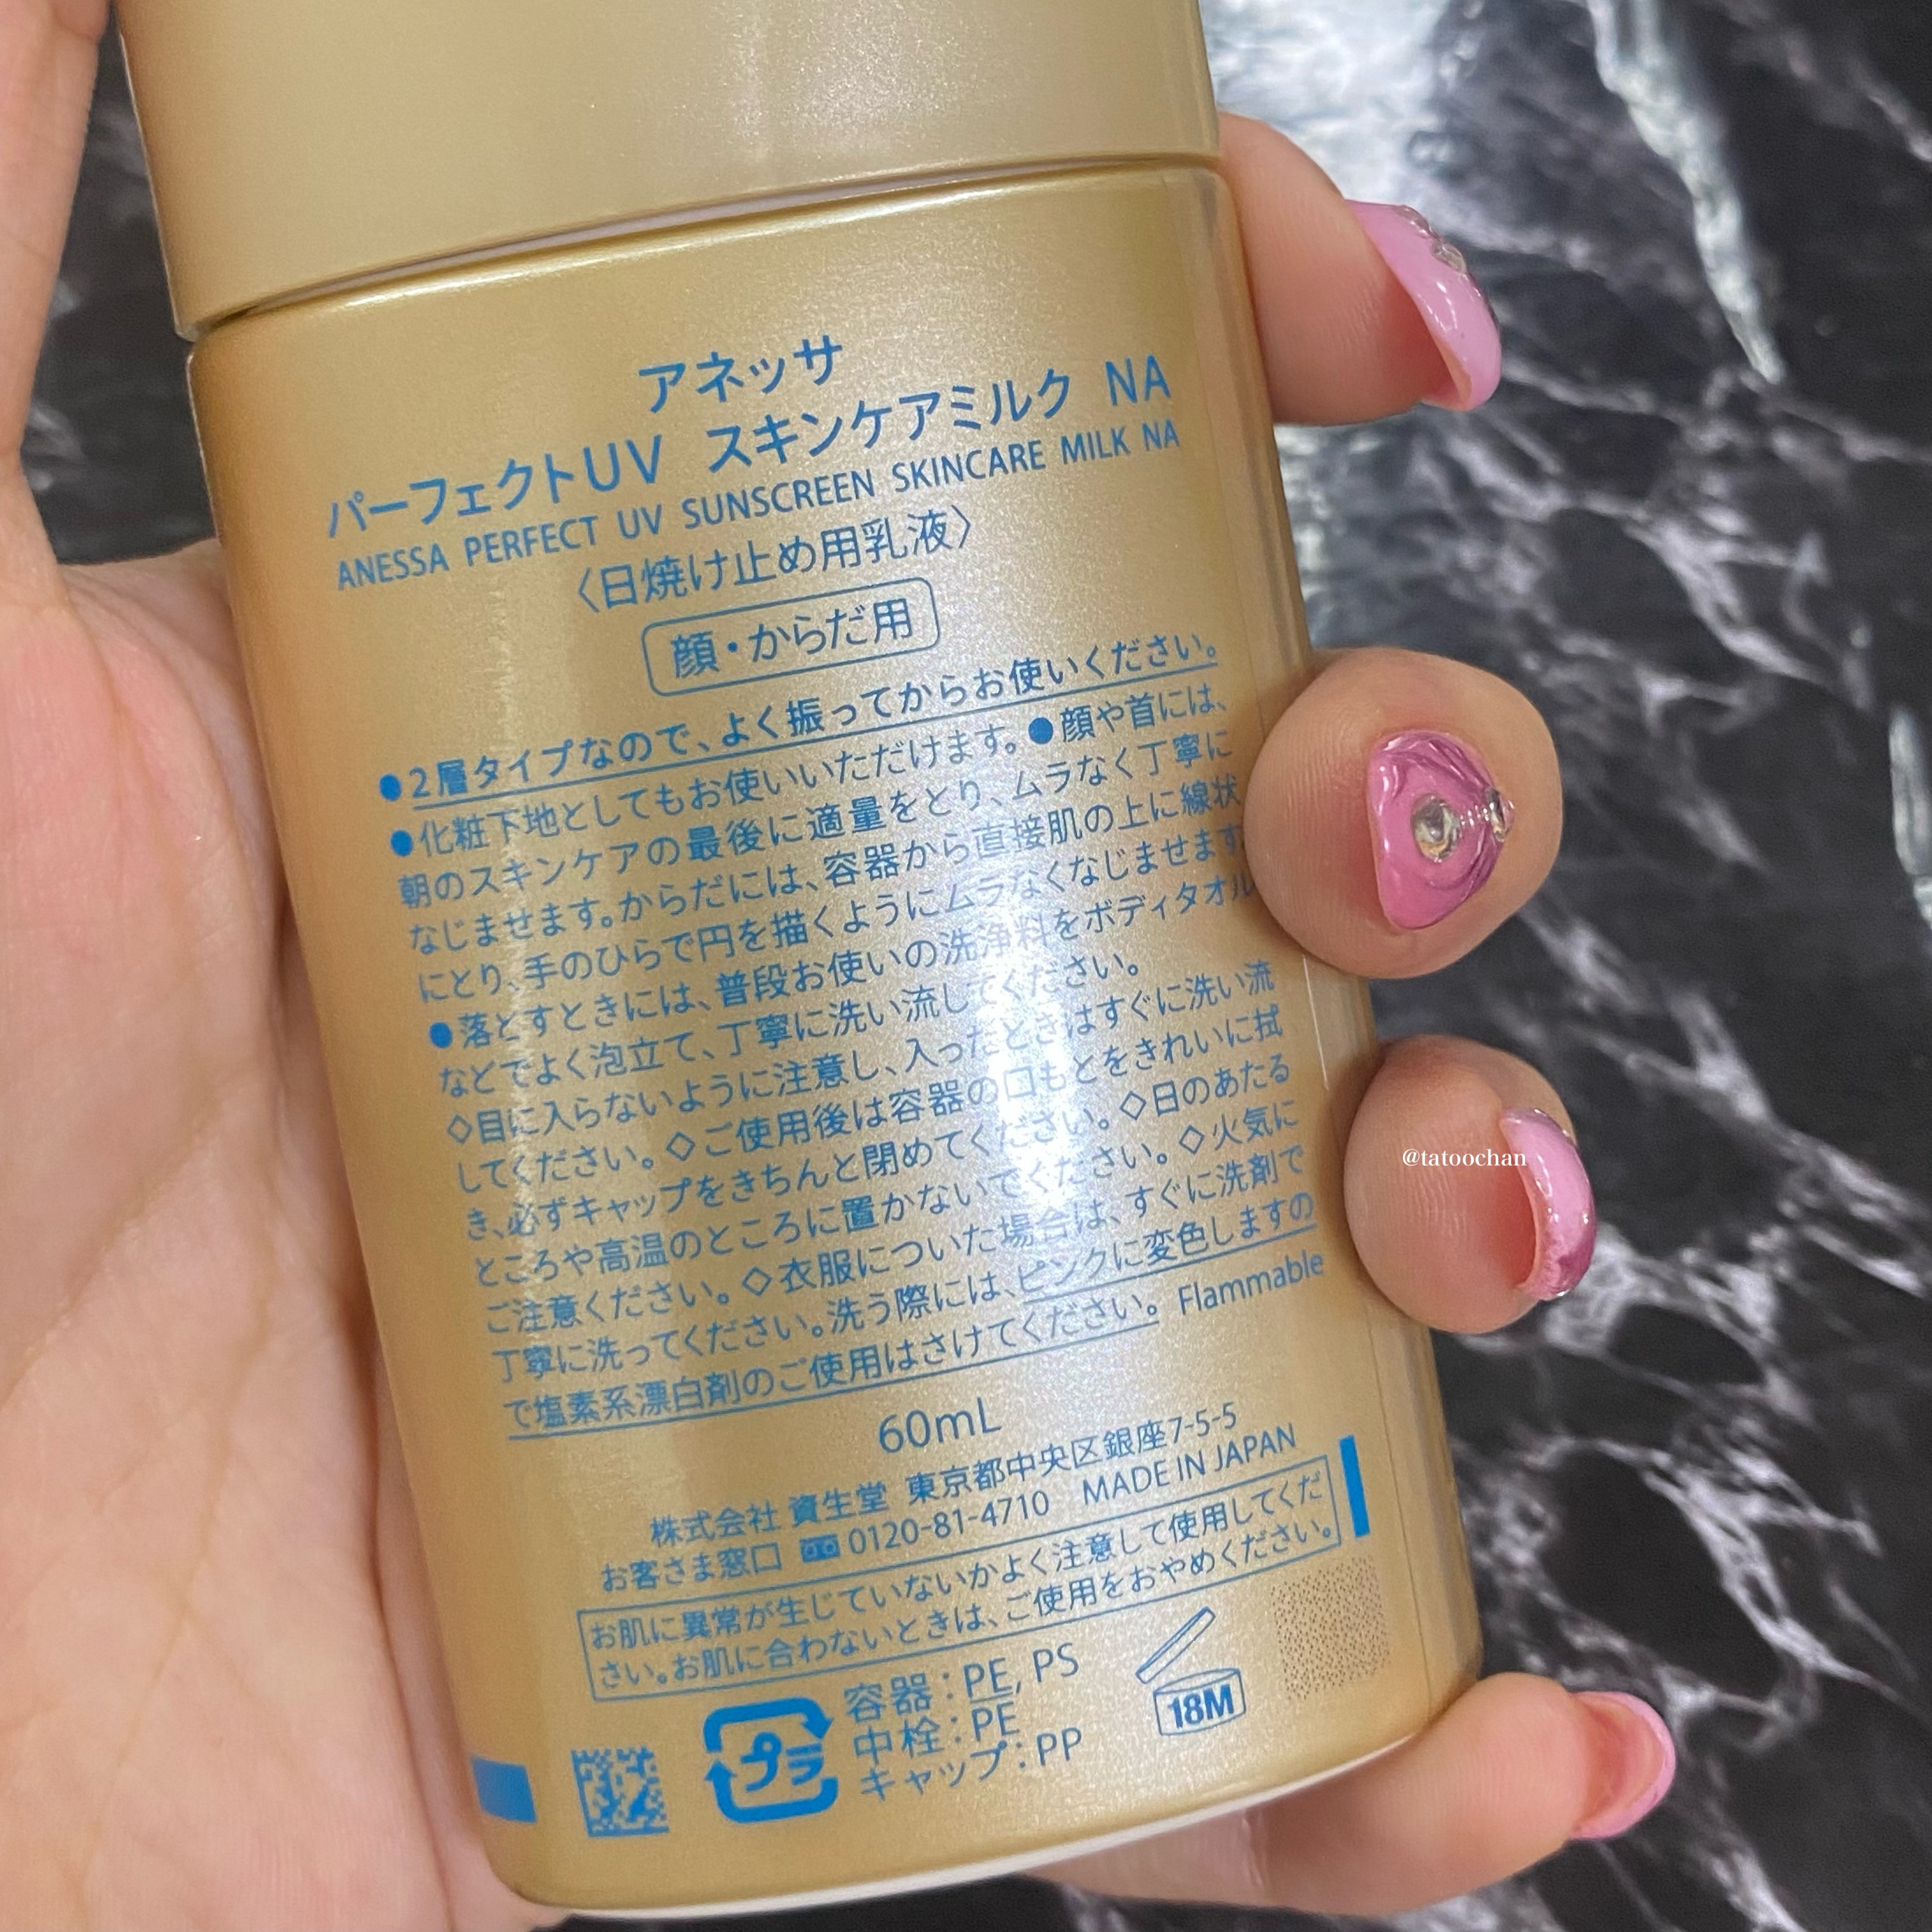 アネッサ
パーフェクトUV スキンケアミルク NA
ANESSA PERFECT UV SUNSCREEN SKINCARE MILK NA
〈日焼け止め用乳液〉
顔・からだ用
●2層タイプなので、よく振ってからお使いください。
●化粧下地としてもお使いいただけます。●顔や首には、
朝のスキンケアの最後に適量をとり、ムラなく丁寧に
なじませます。からだには、容器から直接肌の上に線状
にとり、手のひらで円を描くようにムラなくなじませます。
●落とすときには、普段お使いの洗浄料をボディタオル
などでよく泡立て、丁寧に洗い流してください。
◇目に入らないように注意し、入ったときはすぐに洗い流
してください。◇ご使用後は容器の口もとをきれいに拭
き、必ずキャップをきちんと閉めてください。◇日のあたる
ところや高温のところに置かないでください。◇火気に
ご注意ください。◇衣服についた場合は、すぐに洗剤で
丁寧に洗ってください。洗う際には、ピンクに変色しますの
で塩素系漂白剤のご使用はさけてください。 Flammable
60mL
株式会社 資生堂 東京都中央区銀座7-5-5
お客さま窓口 0120-81-4710 MADE IN JAPAN
お肌に異常が生じていないかよく注意して使用してくだ
さい。お肌に合わないときは、ご使用をおやめください。
プラ
容器：PE, PS
中栓：PE
キャップ：PP
18M
@tatoochan